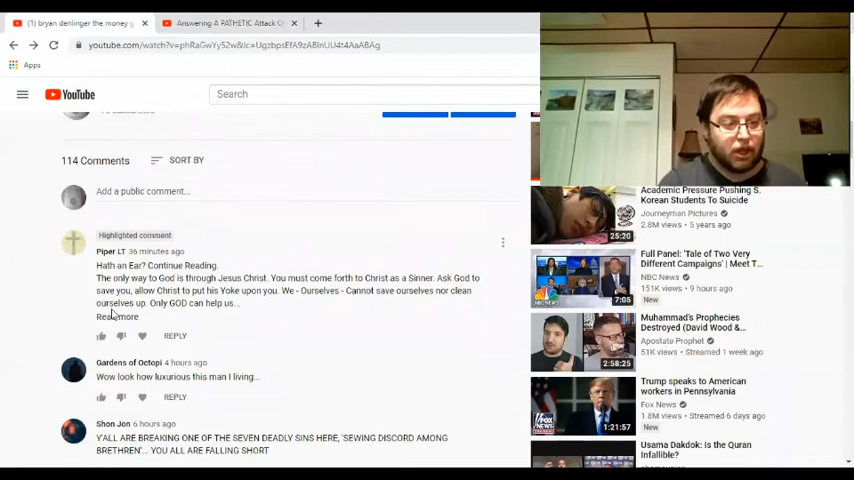 (1) bryan denlinger the money g
Answering A PATHETIC Attack O
youtube.com/watch?v=phRaGwYyS2w&lc=UgzbpsEfA9zABlnUU4t4AaABAg
Apps
YouTube
Search
114 Comments
SORT BY
Add a public comment...
Highlighted comment
Piper LT 36 minutes ago
Hath an Ear? Continue Reading.
The only way to God is through Jesus Christ. You must come forth to Christ as a Sinner. Ask God to
save you, allow Christ to put his Yoke upon you. We - Ourselves - Cannot save ourselves nor clean
ourselves up. Only GOD can help us...
Read more
REPLY
Gardens of Octopi 4 hours ago
Wow look how luxurious this man I living...
REPLY
Shon Jon 6 hours ago
Y'ALL ARE BREAKING ONE OF THE SEVEN DEADLY SINS HERE, 'SEWING DISCORD AMONG
BRETHREN'... YOU ALL ARE FALLING SHORT
Academic Pressure Pushing S.
Korean Students To Suicide
Journeyman Pictures
2.8M views • 5 years ago
25:20
Full Panel: 'Tale of Two Very
Different Campaigns' | Meet T...
NBC News
151K views • 9 hours ago
New
NBC NEWS
7:05
Muhammad's Prophecies
Destroyed (David Wood &...
Apostate Prophet
51K views • Streamed 1 week ago
2:58:25
Trump speaks to American
workers in Pennsylvania
Fox News
1.8M views • Streamed 6 days ago
New
FOX NEWS
1:21:57
Usama Dakdok: Is the Quran
Infallible?